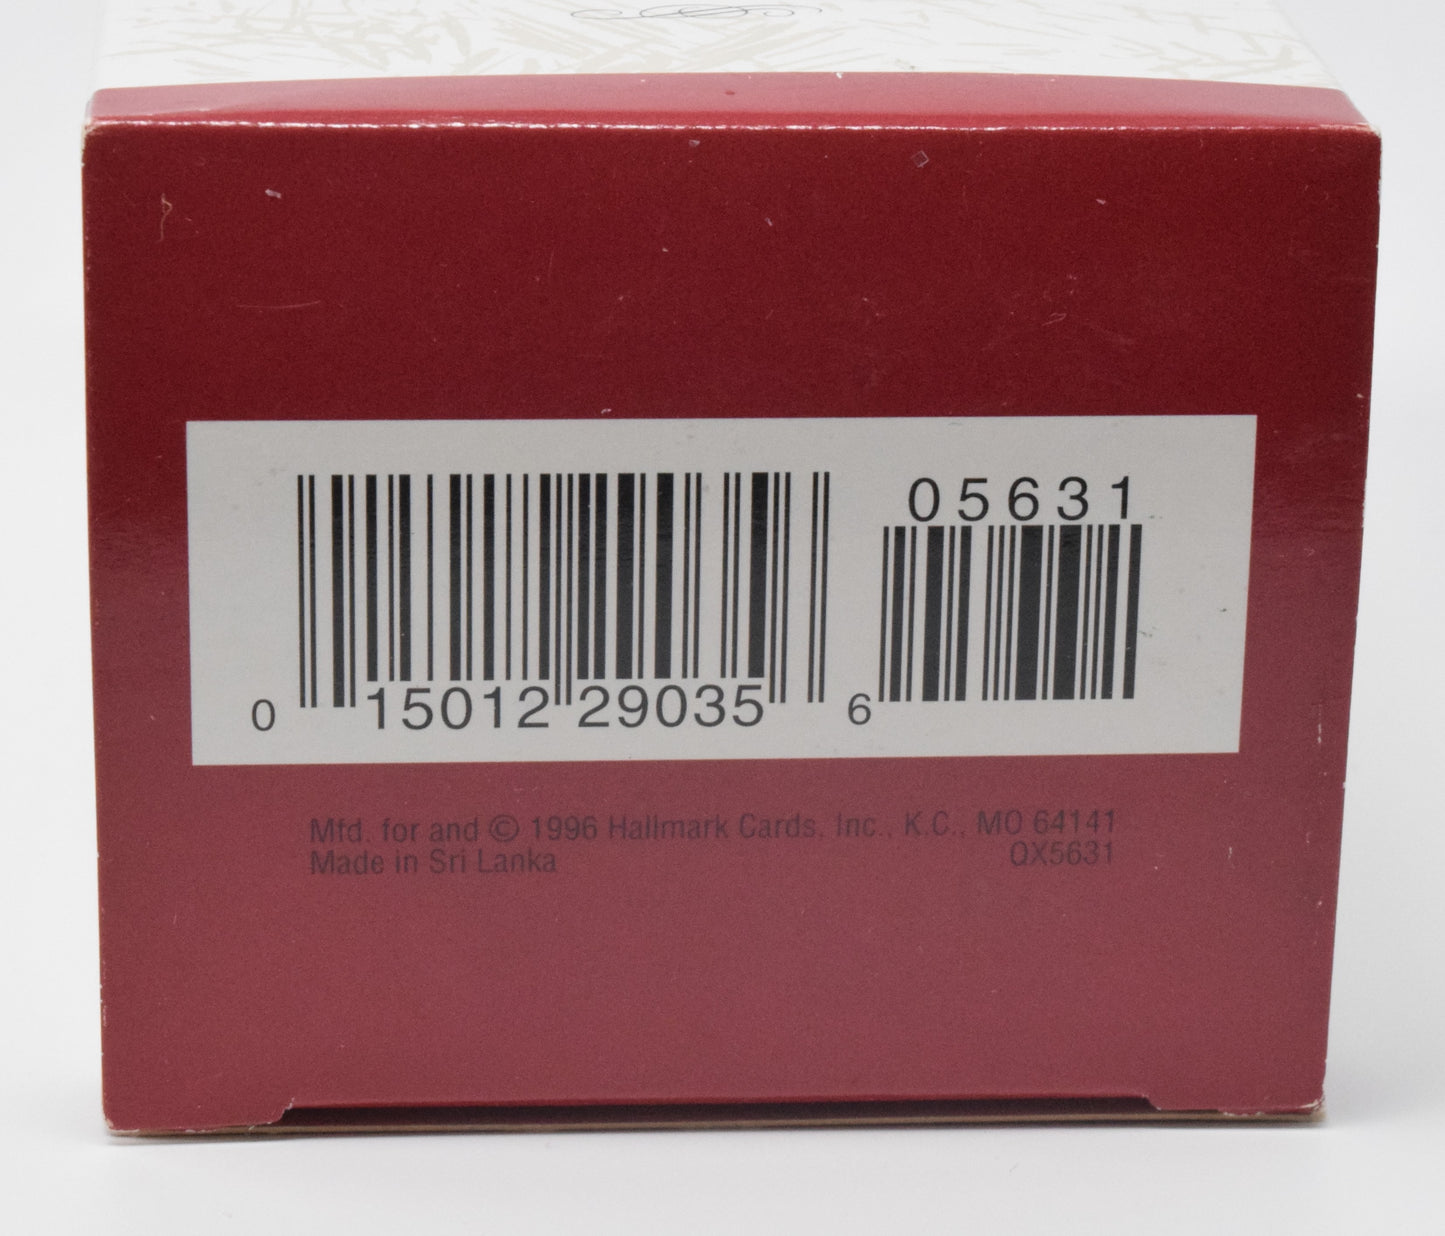 05631
0 15012 29035 6
Mfd. for and © 1996 Hallmark Cards, Inc., K.C., MO 64141
Made in Sri Lanka QX5631